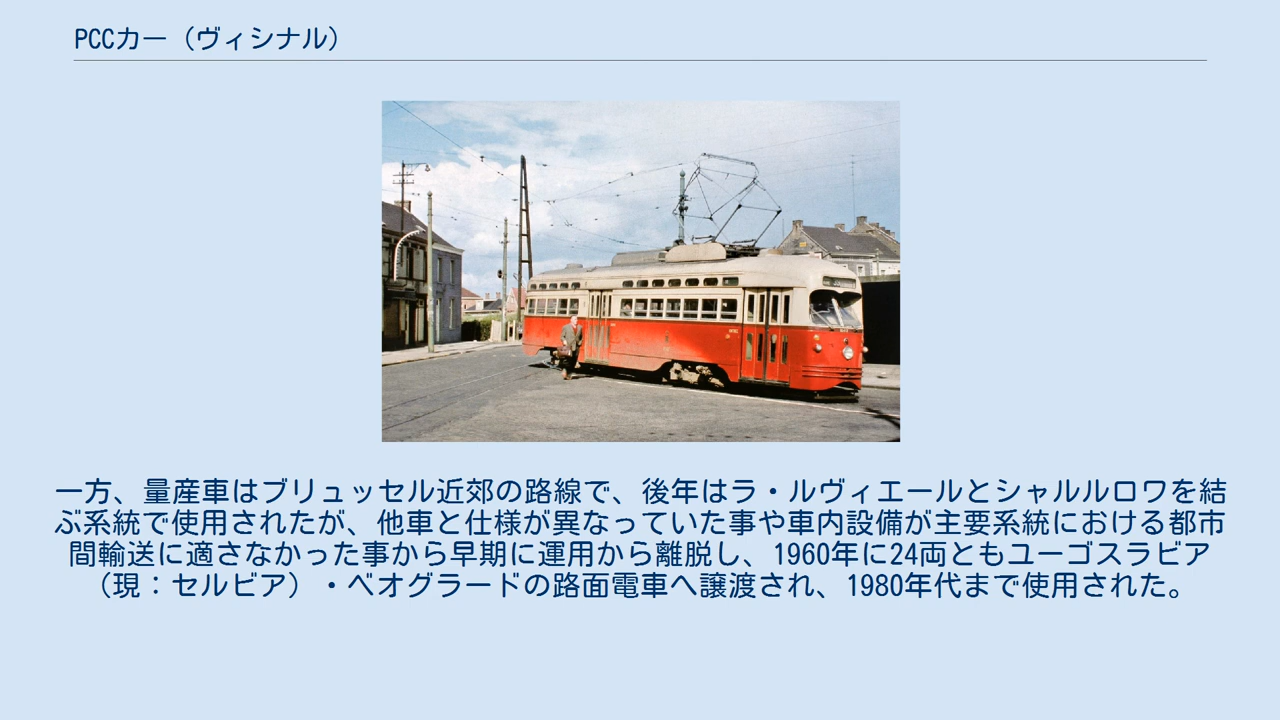 PCCカー（ヴィシナル）
一方、量産車はブリュッセル近郊の路線で、後年はラ・ルヴィエールとシャルルロワを結
ぶ系統で使用されたが、他車と仕様が異なっていた事や車内設備が主要系統における都市
間輸送に適さなかった事から早期に運用から離脱し、1960年に24両ともユーゴスラビア
（現：セルビア）・ベオグラードの路面電車へ譲渡され、1980年代まで使用された。